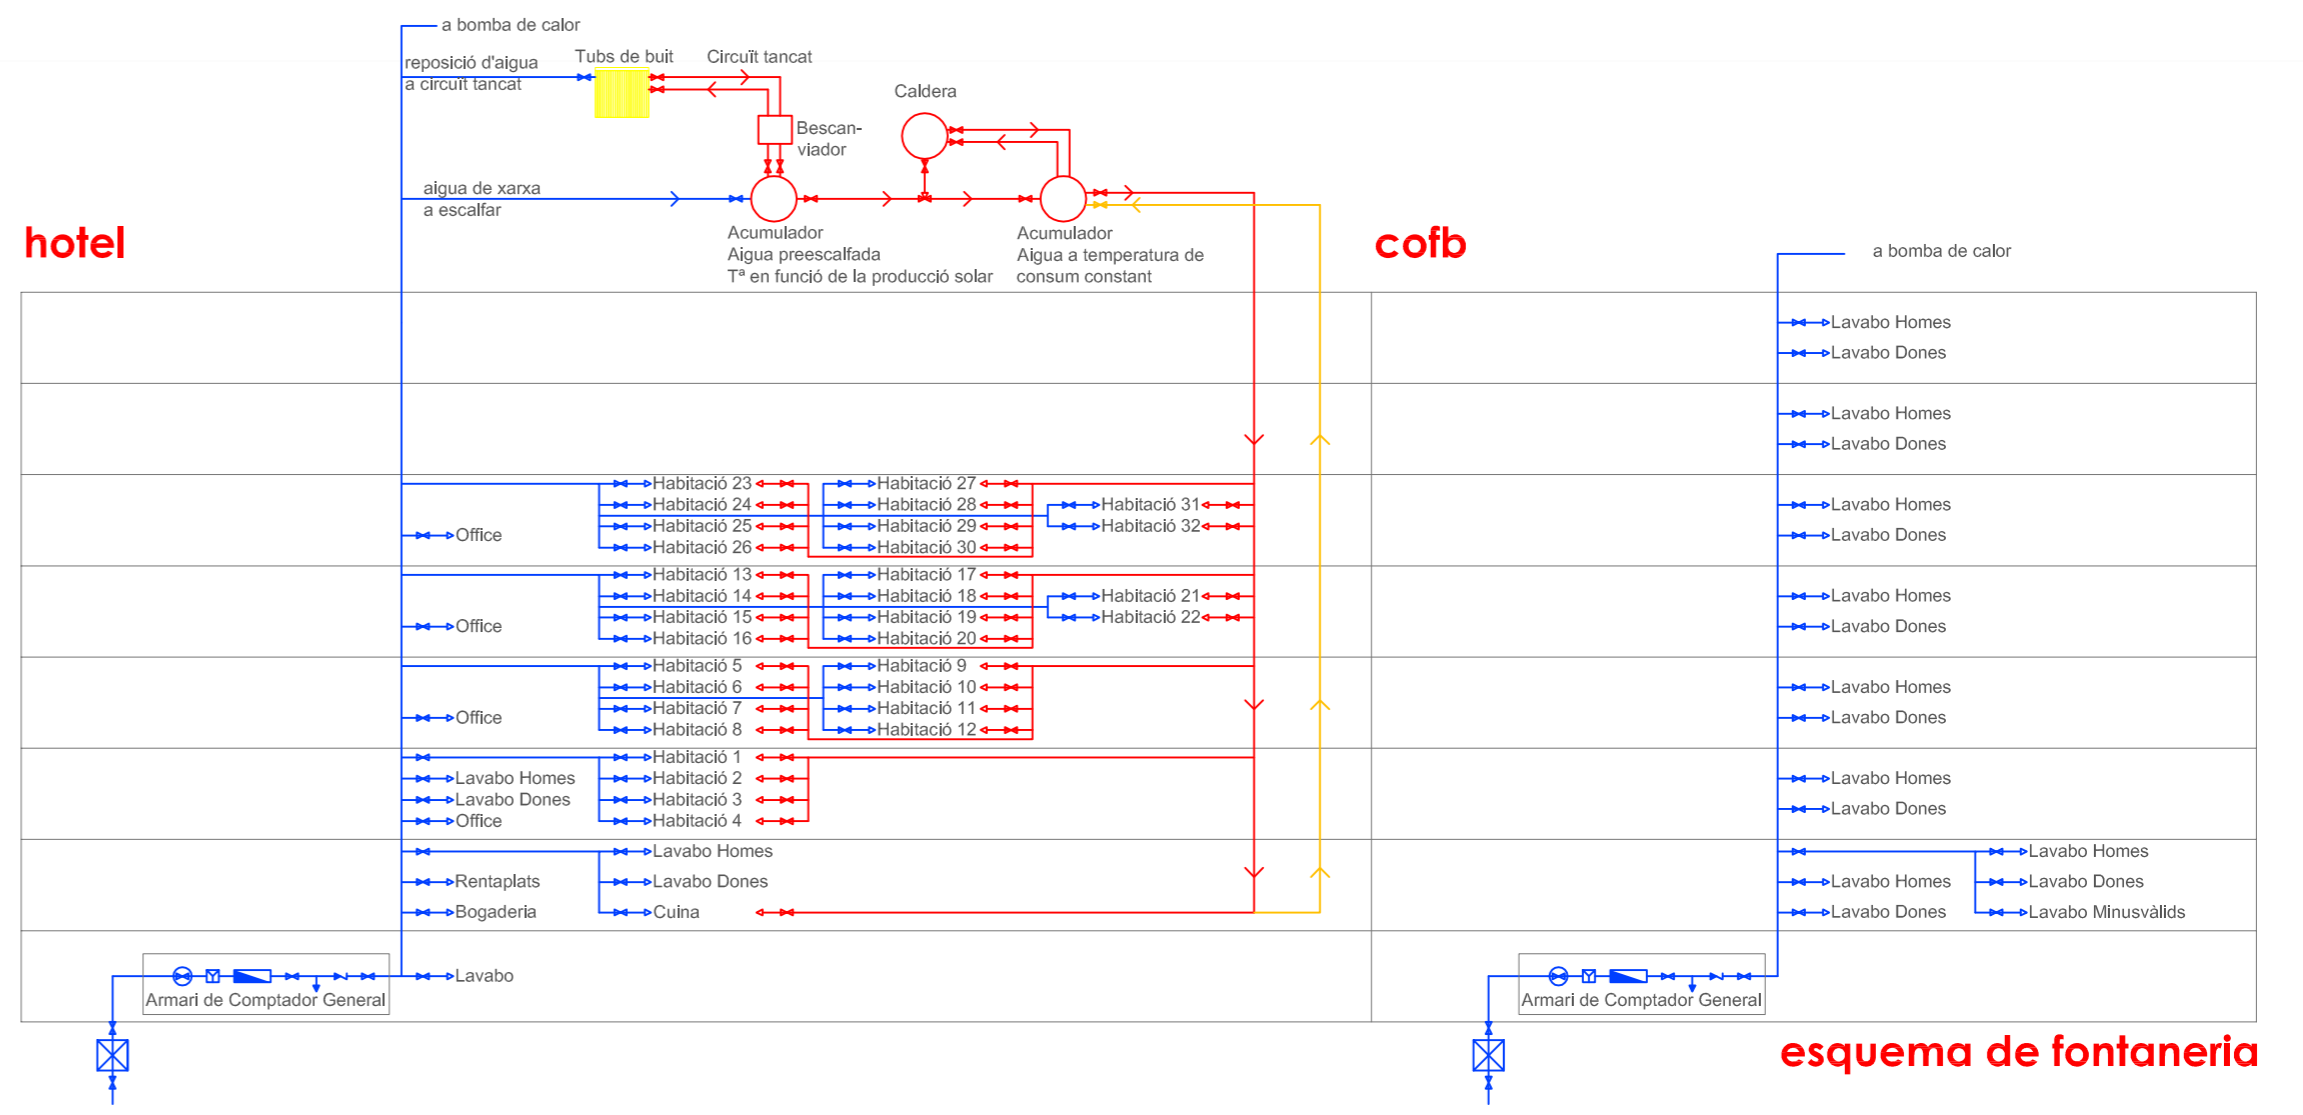 a bomba de calor
reposició d'aigua
a circuït tancat
Tubs de buit
Circuït tancat
Caldera
Bescan-
viador
aigua de xarxa
a escalfar
Acumulador
Aigua preescalfada
Tª en funció de la producció solar
Acumulador
Aigua a temperatura de
consum constant
hotel
cofb
a bomba de calor
Lavabo Homes
Lavabo Dones
Lavabo Homes
Lavabo Dones
Habitació 23
Habitació 24
Habitació 25
Habitació 26
Habitació 27
Habitació 28
Habitació 29
Habitació 30
Habitació 31
Habitació 32
Office
Lavabo Homes
Lavabo Dones
Habitació 13
Habitació 14
Habitació 15
Habitació 16
Habitació 17
Habitació 18
Habitació 19
Habitació 20
Habitació 21
Habitació 22
Office
Lavabo Homes
Lavabo Dones
Habitació 5
Habitació 6
Habitació 7
Habitació 8
Habitació 9
Habitació 10
Habitació 11
Habitació 12
Office
Lavabo Homes
Lavabo Dones
Habitació 1
Habitació 2
Habitació 3
Habitació 4
Lavabo Homes
Lavabo Dones
Office
Lavabo Homes
Lavabo Dones
Lavabo Homes
Lavabo Dones
Cuina
Rentaplats
Bogaderia
Lavabo Homes
Lavabo Dones
Lavabo Homes
Lavabo Dones
Lavabo Minusvàlids
Lavabo
Armari de Comptador General
Armari de Comptador General
esquema de fontaneria